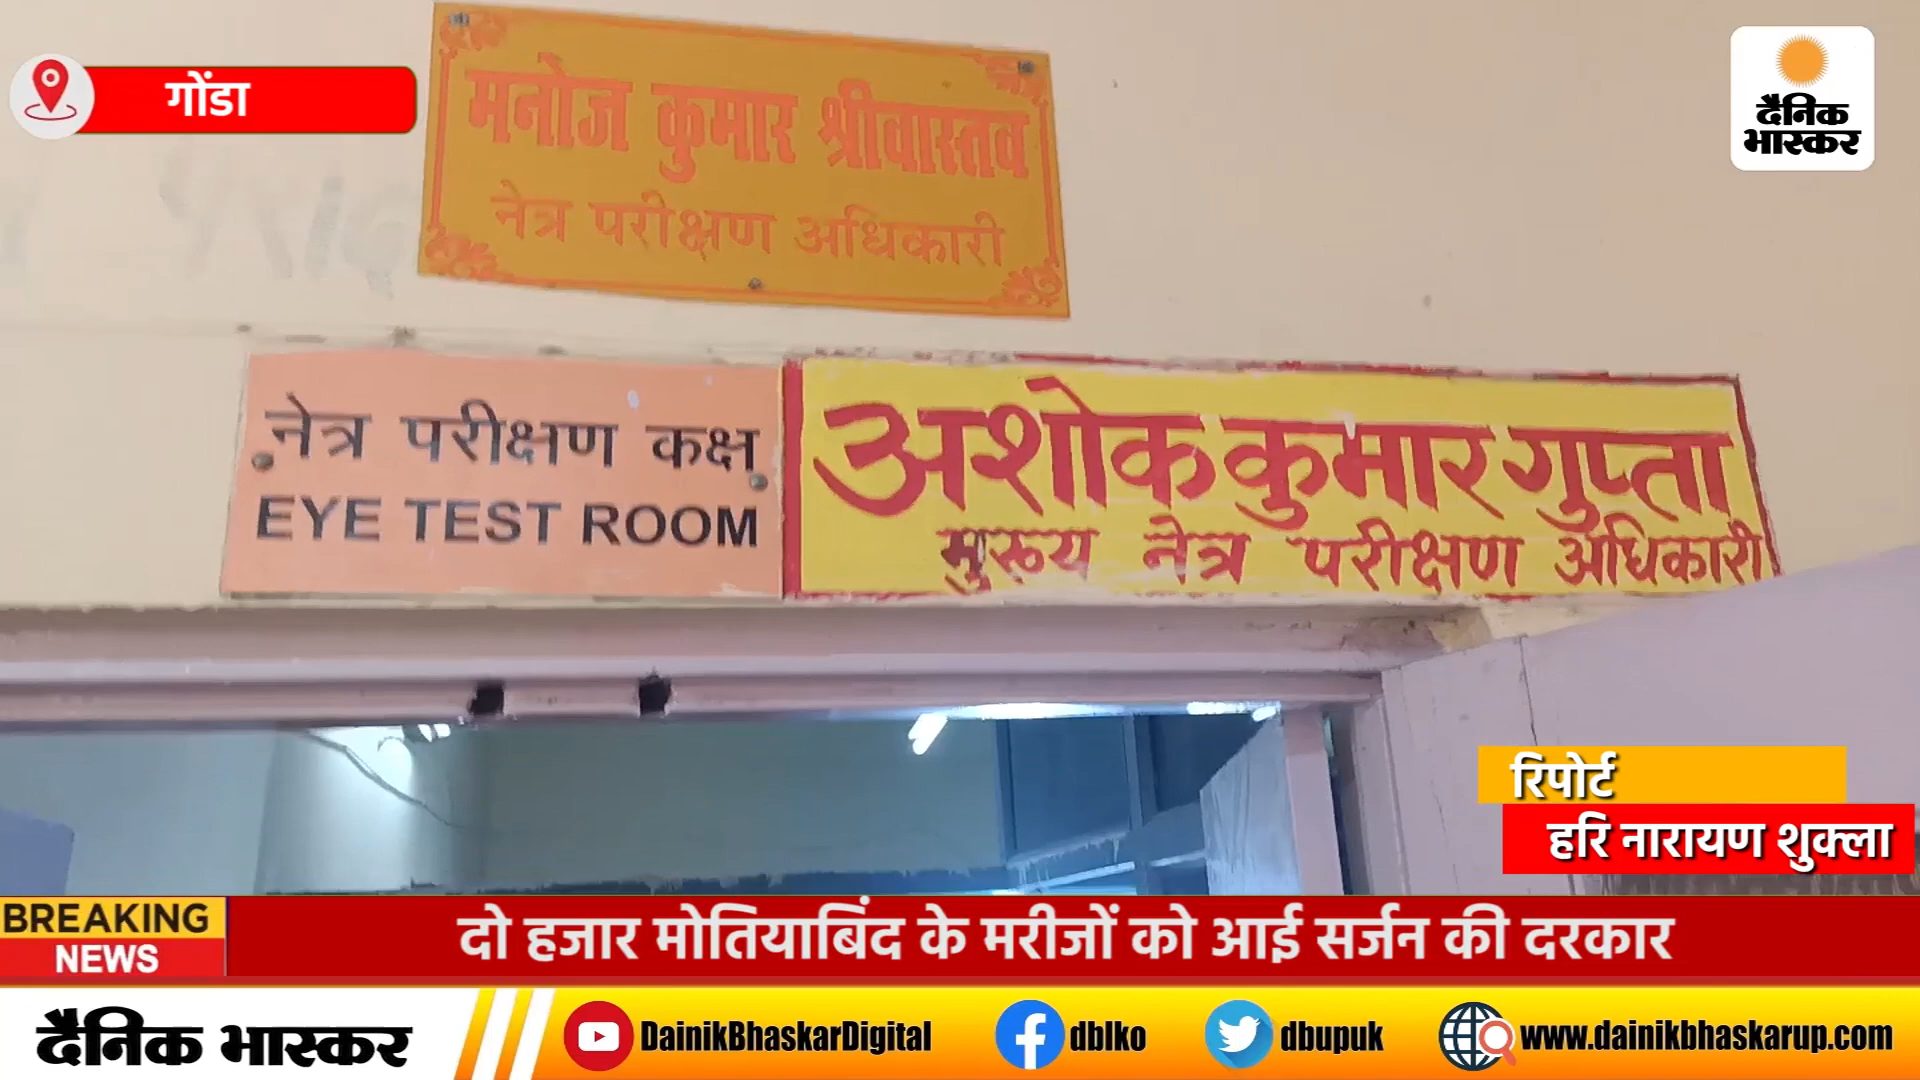 गोंडा
दैनिक
भास्कर
मनोज कुमार श्रीवास्तव
नेत्र परीक्षण अधिकारी
नेत्र परीक्षण कक्ष
EYE TEST ROOM
अशोक कुमार गुप्ता
मुख्य नेत्र परीक्षण अधिकारी
रिपोर्ट
हरि नारायण शुक्ला
BREAKING
NEWS
दो हजार मोतियाबिंद के मरीजों को आई सर्जन की दरकार
दैनिक भास्कर
DainikBhaskarDigital
dblko
dbupuk
www.dainikbhaskarup.com